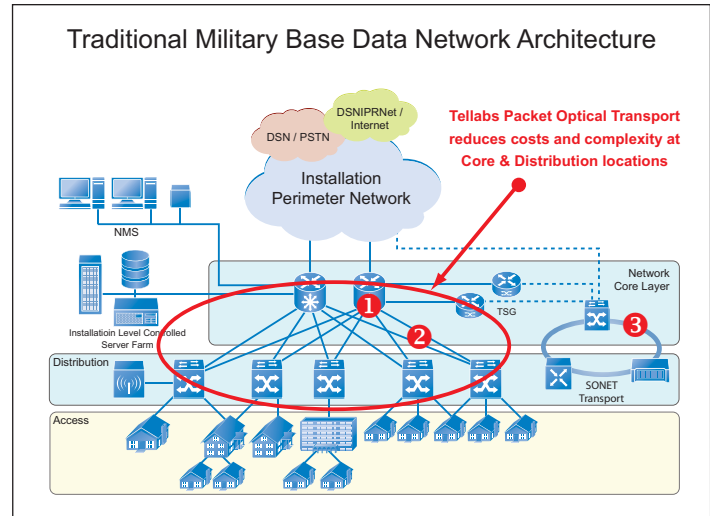 Traditional Military Base Data Network Architecture
DSNIPRNet /
Internet
DSN / PSTN
Tellabs Packet Optical Transport
reduces costs and complexity at
Core & Distribution locations
Installation
Perimeter Network
NMS
Network
Core Layer
TSG
1
2
3
Installatiein Level Controlled
Server Farm
Distribution
SONET
Transport
Access